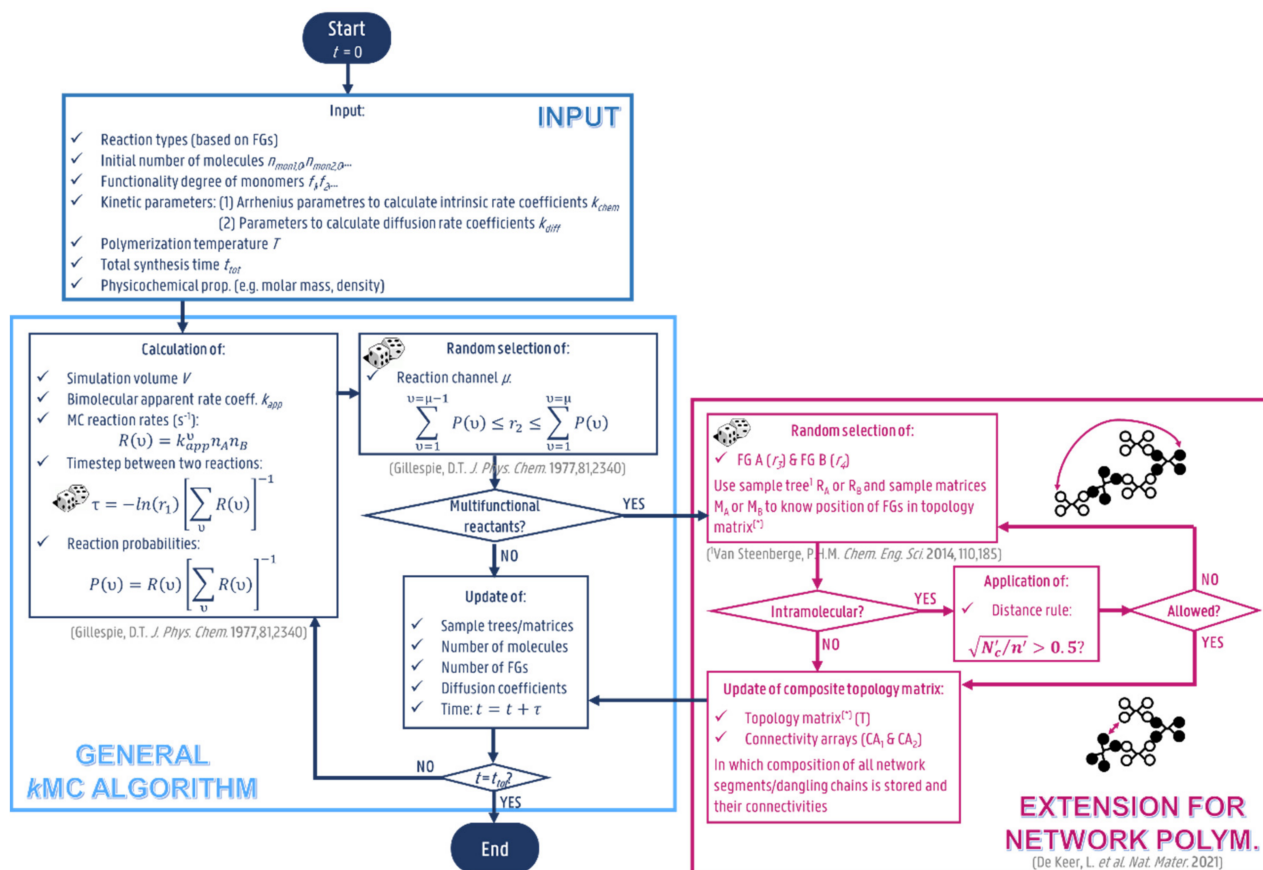 Start
t = 0
Input:
INPUT
✓ Reaction types (based on FGs)
✓ Initial number of molecules n_mon1,0, n_mon2,0,...
✓ Functionality degree of monomers f₁,f₂,...
✓ Kinetic parameters: (1) Arrhenius parametres to calculate intrinsic rate coefficients k_chem
(2) Parameters to calculate diffusion rate coefficients k_diff
✓ Polymerization temperature T
✓ Total synthesis time t_tot
✓ Physicochemical prop. (e.g. molar mass, density)
Calculation of:
✓ Simulation volume V
✓ Bimolecular apparent rate coeff. k_app
✓ MC reaction rates (s⁻¹):
R(υ) = k^υ_app n_A n_B
✓ Timestep between two reactions:
τ = −ln(r₁) [∑_υ R(υ)]⁻¹
✓ Reaction probabilities:
P(υ) = R(υ) [∑_υ R(υ)]⁻¹
(Gillespie, D.T. J. Phys. Chem. 1977,81,2340)
Random selection of:
✓ Reaction channel μ:
∑_{υ=1}^{υ=μ−1} P(υ) ≤ r₂ ≤ ∑_{υ=1}^{υ=μ} P(υ)
(Gillespie, D.T. J. Phys. Chem. 1977,81,2340)
Multifunctional
reactants?
YES
NO
Update of:
✓ Sample trees/matrices
✓ Number of molecules
✓ Number of FGs
✓ Diffusion coefficients
✓ Time: t = t + τ
t=t_tot?
NO
YES
End
GENERAL
kMC ALGORITHM
Random selection of:
✓ FG A (r₃) & FG B (r₄)
Use sample tree¹ R_A or R_B and sample matrices
M_A or M_B to know position of FGs in topology
matrix(*)
(¹Van Steenberge, P.H.M. Chem. Eng. Sci. 2014,110,185)
Intramolecular?
YES
NO
Application of:
✓ Distance rule:
√N'_c/n' > 0.5?
Allowed?
NO
YES
Update of composite topology matrix:
✓ Topology matrix(*) (T)
✓ Connectivity arrays (CA₁ & CA₂)
In which composition of all network
segments/dangling chains is stored and
their connectivities
EXTENSION FOR
NETWORK POLYM.
(De Keer, L. et al. Nat. Mater. 2021)